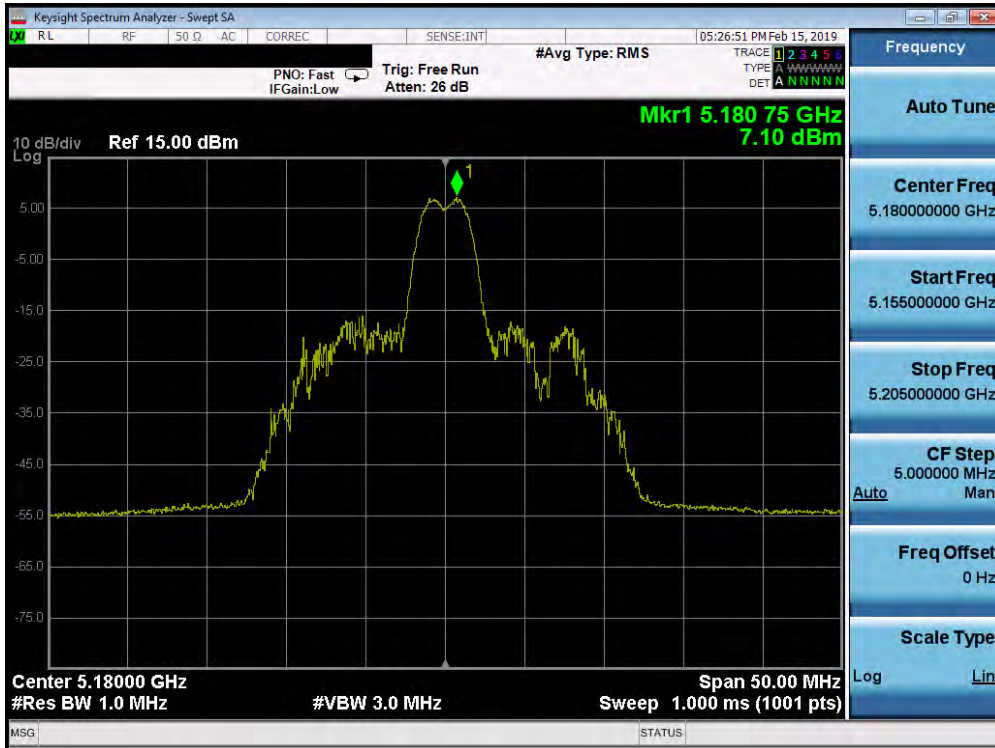 Keysight Spectrum Analyzer - Swept SA
LXI RL RF 50 Ω AC CORREC SENSE:INT 05:26:51 PM Feb 15, 2019
#Avg Type: RMS
TRACE 1 2 3 4 5 6
TYPE A WWWWW
DET A N N N N N
PNO: Fast
IFGain:Low
Trig: Free Run
Atten: 26 dB
Mkr1 5.180 75 GHz
7.10 dBm
10 dB/div Ref 15.00 dBm
Log
1
5.00
-5.00
-15.0
-25.0
-35.0
-45.0
-55.0
-65.0
-75.0
Center 5.18000 GHz
Span 50.00 MHz
#Res BW 1.0 MHz
#VBW 3.0 MHz
Sweep 1.000 ms (1001 pts)
MSG
STATUS
Frequency
Auto Tune
Center Freq
5.180000000 GHz
Start Freq
5.155000000 GHz
Stop Freq
5.205000000 GHz
CF Step
5.000000 MHz
Auto Man
Freq Offset
0 Hz
Scale Type
Log Lin